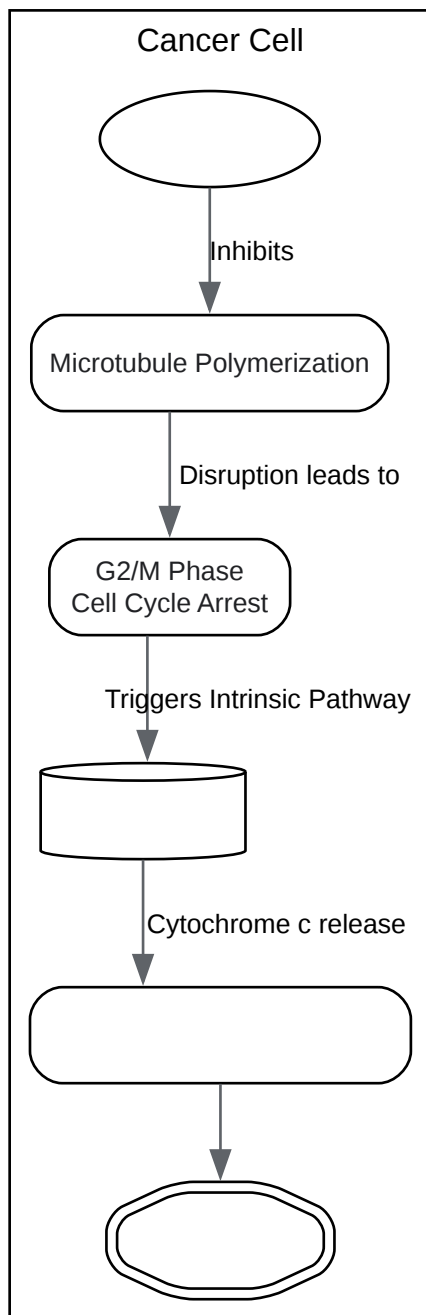 Cancer Cell
Inhibits
Microtubule Polymerization
Disruption leads to
G2/M Phase
Cell Cycle Arrest
Triggers Intrinsic Pathway
Cytochrome c release